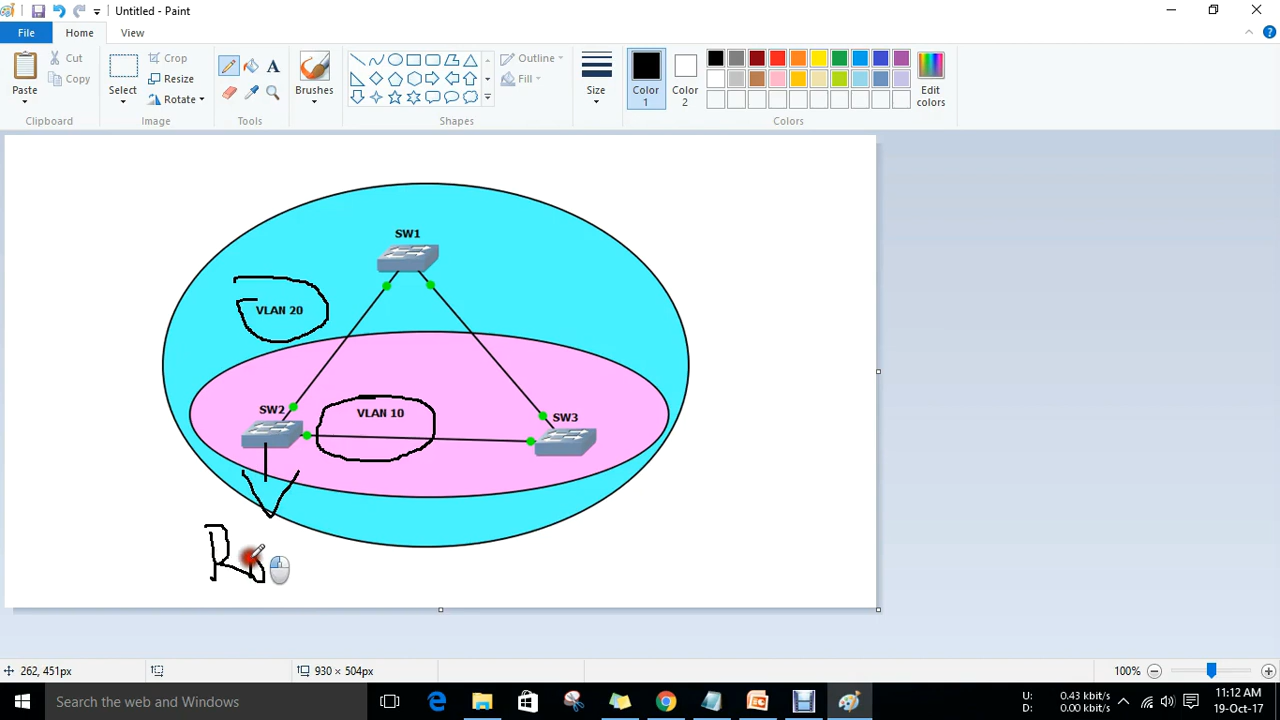 Untitled - Paint
File
Home
View
Paste
Cut
Copy
Clipboard
Select
Crop
Resize
Rotate
Image
A
Tools
Brushes
Outline
Fill
Shapes
Size
Color 1
Color 2
Edit colors
Colors
SW1
VLAN 20
SW2
VLAN 10
SW3
262, 451px
930 × 504px
100%
Search the web and Windows
U: 0.43 kbit/s
D: 0.00 kbit/s
11:12 AM
19-Oct-17